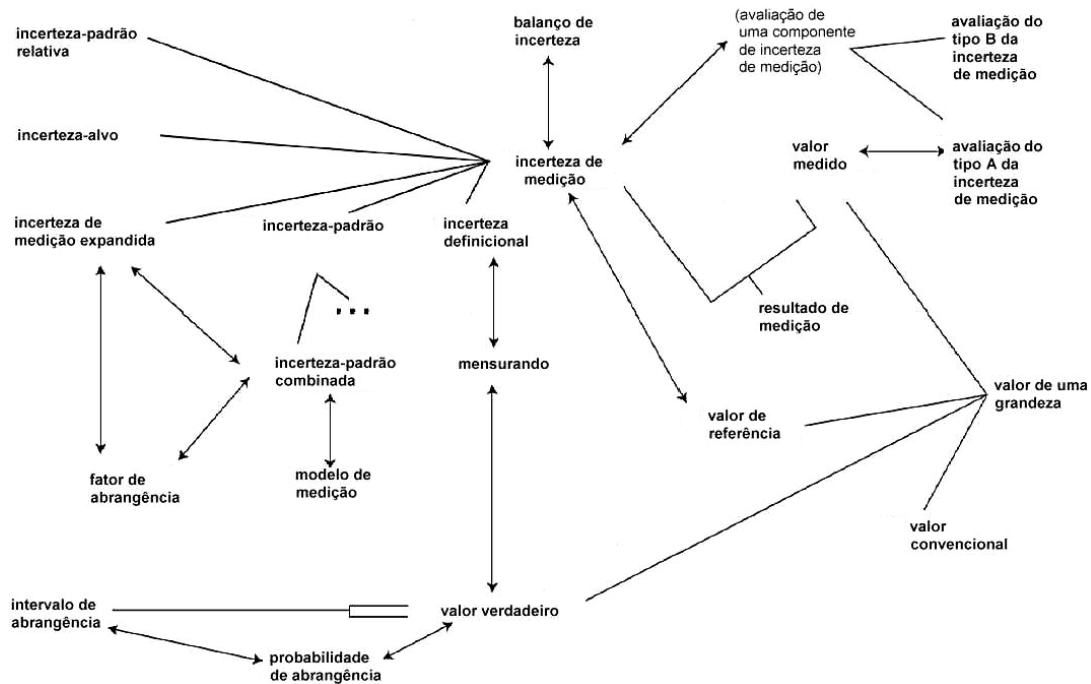 incerteza-padrão
relativa
balanço de
incerteza
(avaliação de
uma componente
de incerteza
de medição)
avaliação do
tipo B da
incerteza
de medição
incerteza-alvo
incerteza de
medição
valor
medido
avaliação do
tipo A da
incerteza
de medição
incerteza de
medição expandida
incerteza-padrão
incerteza
definicional
resultado de
medição
...
incerteza-padrão
combinada
mensurando
valor de uma
grandeza
valor de
referência
fator de
abrangência
modelo de
medição
valor
convencional
intervalo de
abrangência
valor verdadeiro
probabilidade
de abrangência